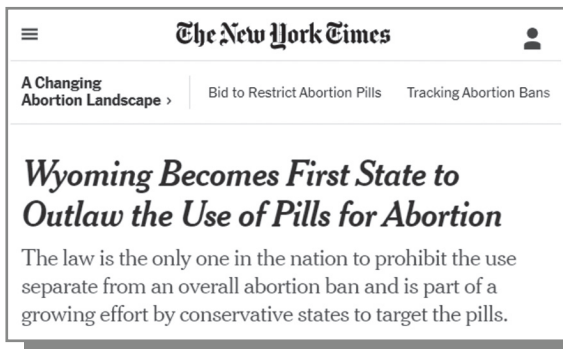 The New York Times
A Changing
Abortion Landscape ›
Bid to Restrict Abortion Pills
Tracking Abortion Bans
Wyoming Becomes First State to
Outlaw the Use of Pills for Abortion
The law is the only one in the nation to prohibit the use
separate from an overall abortion ban and is part of a
growing effort by conservative states to target the pills.